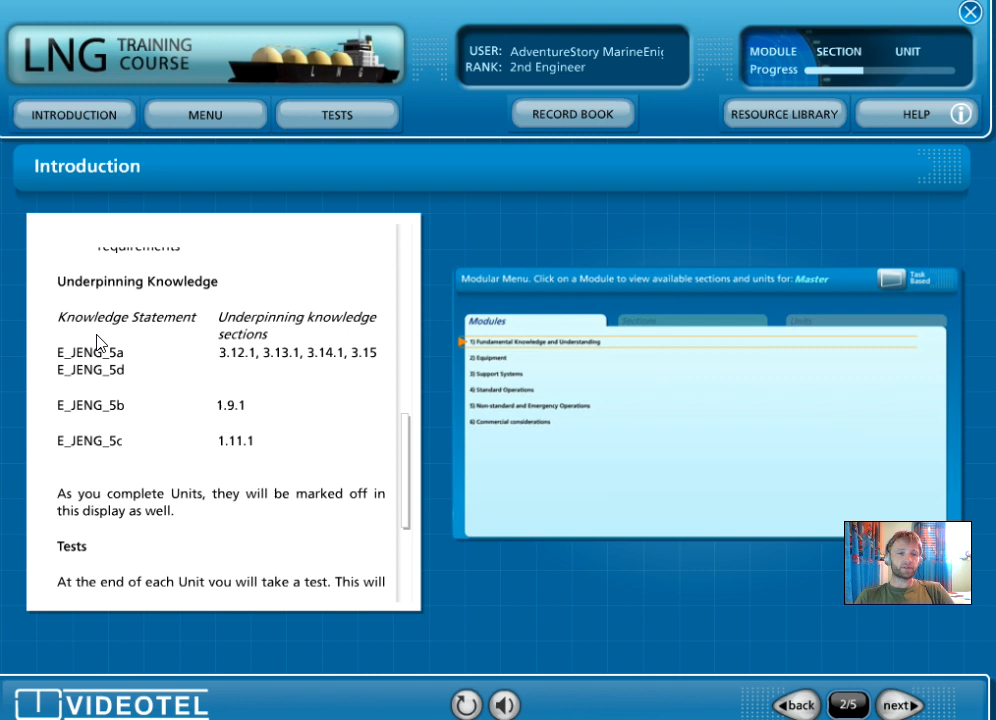 LNG TRAINING COURSE
L N G
USER: AdventureStory MarineEnig
RANK: 2nd Engineer
MODULE SECTION UNIT
Progress
INTRODUCTION MENU TESTS RECORD BOOK RESOURCE LIBRARY HELP i
Introduction
requirements
Underpinning Knowledge
Knowledge Statement Underpinning knowledge
sections
E_JENG_5a 3.12.1, 3.13.1, 3.14.1, 3.15
E_JENG_5d
E_JENG_5b 1.9.1
E_JENG_5c 1.11.1
As you complete Units, they will be marked off in
this display as well.
Tests
At the end of each Unit you will take a test. This will
Modular Menu. Click on a Module to view available sections and units for: Master
Task
Based
Modules Sections Units
1) Fundamental Knowledge and Understanding
2) Equipment
3) Support Systems
4) Standard Operations
5) Non-standard and Emergency Operations
6) Commercial considerations
VIDEOTEL
back 2/5 next